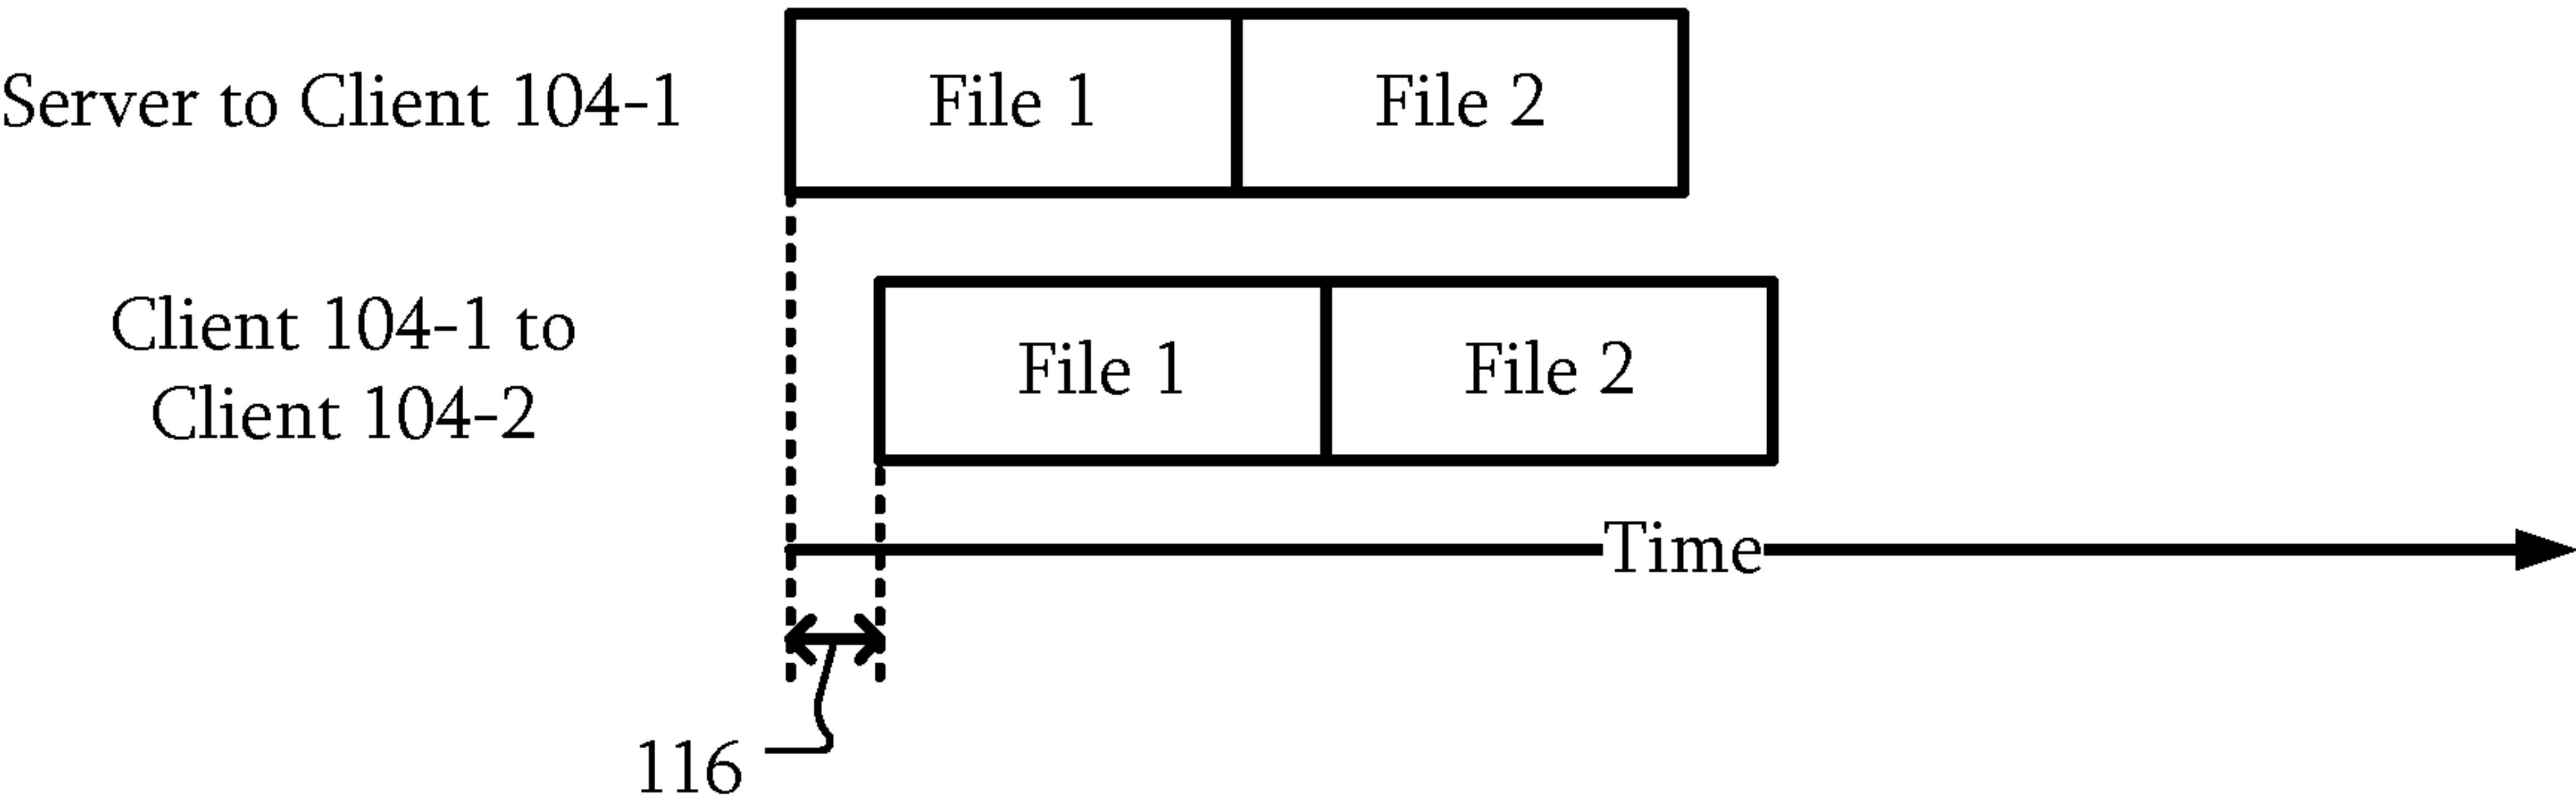 Server to Client 104-1
File 1
File 2
Client 104-1 to
Client 104-2
File 1
File 2
Time
116